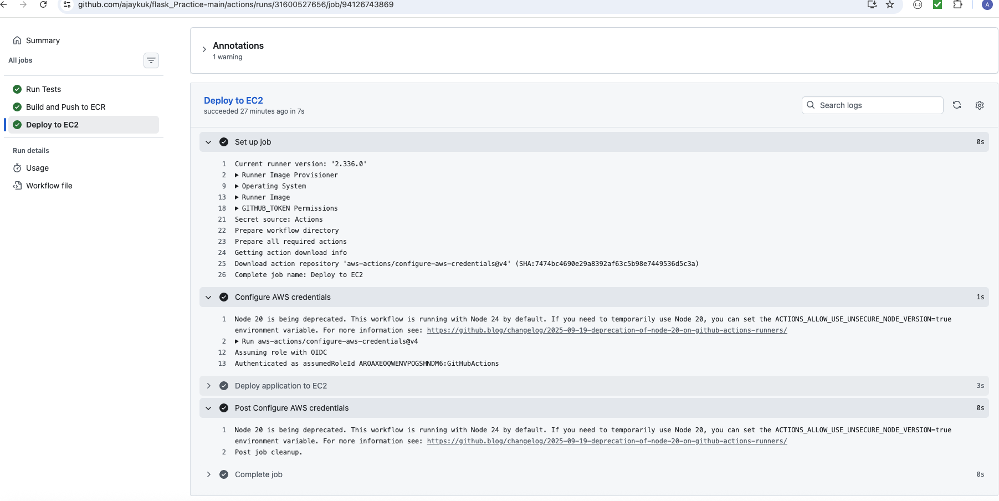 github.com/ajaykuk/flask_Practice-main/actions/runs/31600527656/job/94126743869
A
Summary
All jobs
Run Tests
Build and Push to ECR
Deploy to EC2
Run details
Usage
Workflow file
Annotations
1 warning
Deploy to EC2
succeeded 27 minutes ago in 7s
Search logs
Set up job 0s
1 Current runner version: '2.336.0'
2 Runner Image Provisioner
9 Operating System
13 Runner Image
18 GITHUB_TOKEN Permissions
21 Secret source: Actions
22 Prepare workflow directory
23 Prepare all required actions
24 Getting action download info
25 Download action repository 'aws-actions/configure-aws-credentials@v4' (SHA:7474bc4690e29a8392af63c5b98e7449536d5c3a)
26 Complete job name: Deploy to EC2
Configure AWS credentials 1s
1 Node 20 is being deprecated. This workflow is running with Node 24 by default. If you need to temporarily use Node 20, you can set the ACTIONS_ALLOW_USE_UNSECURE_NODE_VERSION=true
environment variable. For more information see: https://github.blog/changelog/2025-09-19-deprecation-of-node-20-on-github-actions-runners/
2 Run aws-actions/configure-aws-credentials@v4
12 Assuming role with OIDC
13 Authenticated as assumedRoleId AROAXEOQWENVPOGSHNDM6:GitHubActions
Deploy application to EC2 3s
Post Configure AWS credentials 0s
1 Node 20 is being deprecated. This workflow is running with Node 24 by default. If you need to temporarily use Node 20, you can set the ACTIONS_ALLOW_USE_UNSECURE_NODE_VERSION=true
environment variable. For more information see: https://github.blog/changelog/2025-09-19-deprecation-of-node-20-on-github-actions-runners/
2 Post job cleanup.
Complete job 0s